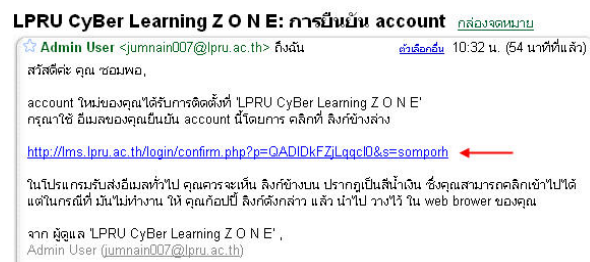 LPRU CyBer Learning Z O N E: การยืนยัน account กล่องจดหมาย
Admin User <jumnain007@lpru.ac.th> ถึงฉัน ตัวเลือกอื่น 10:32 น. (54 นาทีที่แล้ว)
สวัสดีค่ะ คุณ ซอมพอ,
account ใหม่ของคุณได้รับการติดตั้งที่ 'LPRU CyBer Learning Z O N E'
กรุณาใช้ อีเมลของคุณยืนยัน account นี้โดยการ คลิกที่ ลิงก์ข้างล่าง
http://lms.lpru.ac.th/login/confirm.php?p=QADlDkFZjLqqcl0&s=somporh
ในโปรแกรมรับส่งอีเมลทั่วไป คุณควรจะเห็น ลิงก์ข้างบน ปรากฏเป็นสีน้ำเงิน ซึ่งคุณสามารถคลิกเข้าไปได้
แต่ในกรณีที่ มันไม่ทำงาน ให้ คุณก้อปปี้ ลิงก์ดังกล่าว แล้ว นำไป วางไว้ ใน web brower ของคุณ
จาก ผู้ดูแล 'LPRU CyBer Learning Z O N E' ,
Admin User (jumnain007@lpru.ac.th)